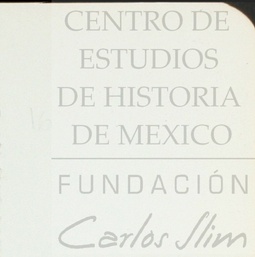 CENTRO DE
ESTUDIOS
DE HISTORIA
DE MEXICO
FUNDACIÓN
Carlos Slim